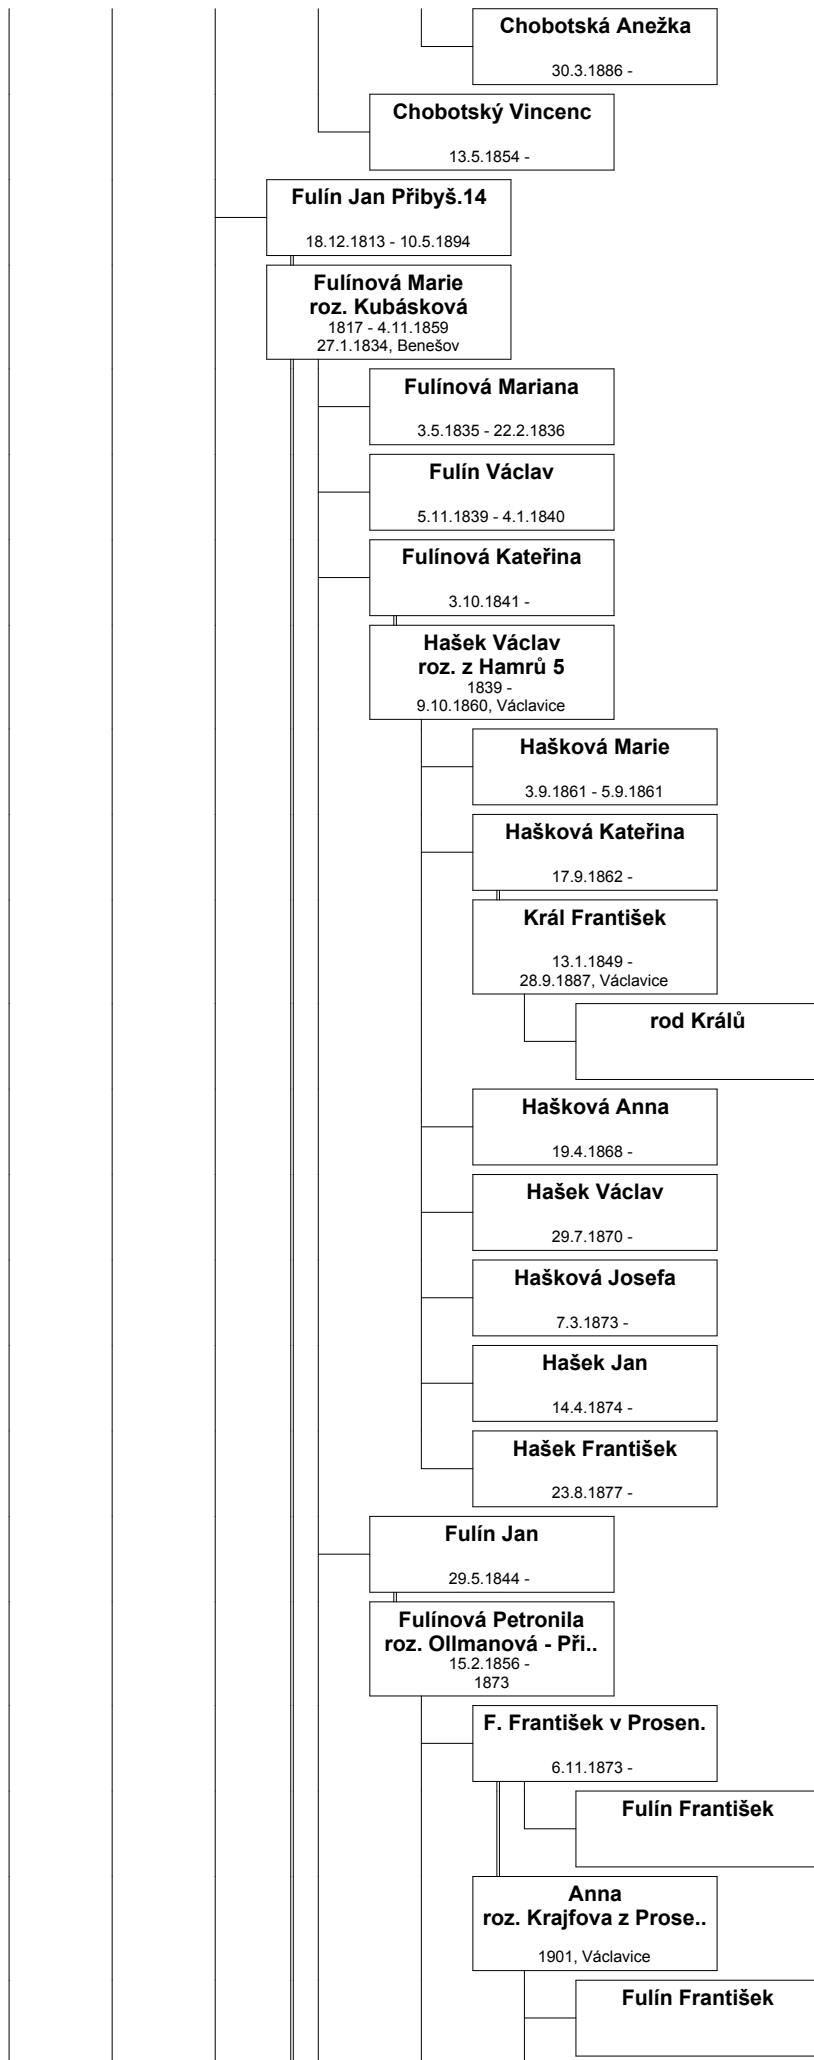 Chobotská Anežka
30.3.1886 -
Chobotský Vincenc
13.5.1854 -
Fulín Jan Přibyš.14
18.12.1813 - 10.5.1894
Fulínová Marie
roz. Kubásková
1817 - 4.11.1859
27.1.1834, Benešov
Fulínová Mariana
3.5.1835 - 22.2.1836
Fulín Václav
5.11.1839 - 4.1.1840
Fulínová Kateřina
3.10.1841 -
Hašek Václav
roz. z Hamrů 5
1839 -
9.10.1860, Václavice
Hašková Marie
3.9.1861 - 5.9.1861
Hašková Kateřina
17.9.1862 -
Král František
13.1.1849 -
28.9.1887, Václavice
rod Králů
Hašková Anna
19.4.1868 -
Hašek Václav
29.7.1870 -
Hašková Josefa
7.3.1873 -
Hašek Jan
14.4.1874 -
Hašek František
23.8.1877 -
Fulín Jan
29.5.1844 -
Fulínová Petronila
roz. Ollmanová - Při..
15.2.1856 -
1873
F. František v Prosen.
6.11.1873 -
Fulín František
Anna
roz. Krajfova z Prose..
1901, Václavice
Fulín František